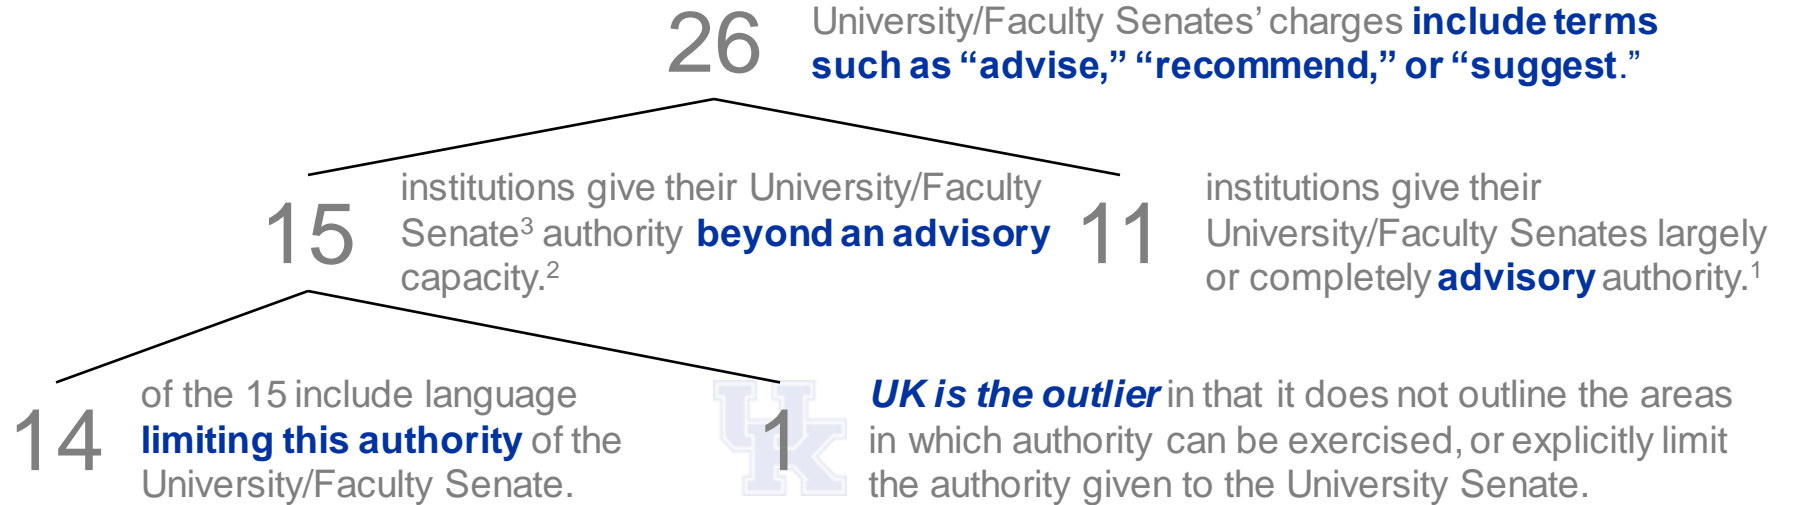 26
University/Faculty Senates’ charges include terms
such as “advise,” “recommend,” or “suggest.”
15
institutions give their University/Faculty
Senate³ authority beyond an advisory
capacity.²
11
institutions give their
University/Faculty Senates largely
or completely advisory authority.¹
14
of the 15 include language
limiting this authority of the
University/Faculty Senate.
UK
1
UK is the outlier in that it does not outline the areas
in which authority can be exercised, or explicitly limit
the authority given to the University Senate.